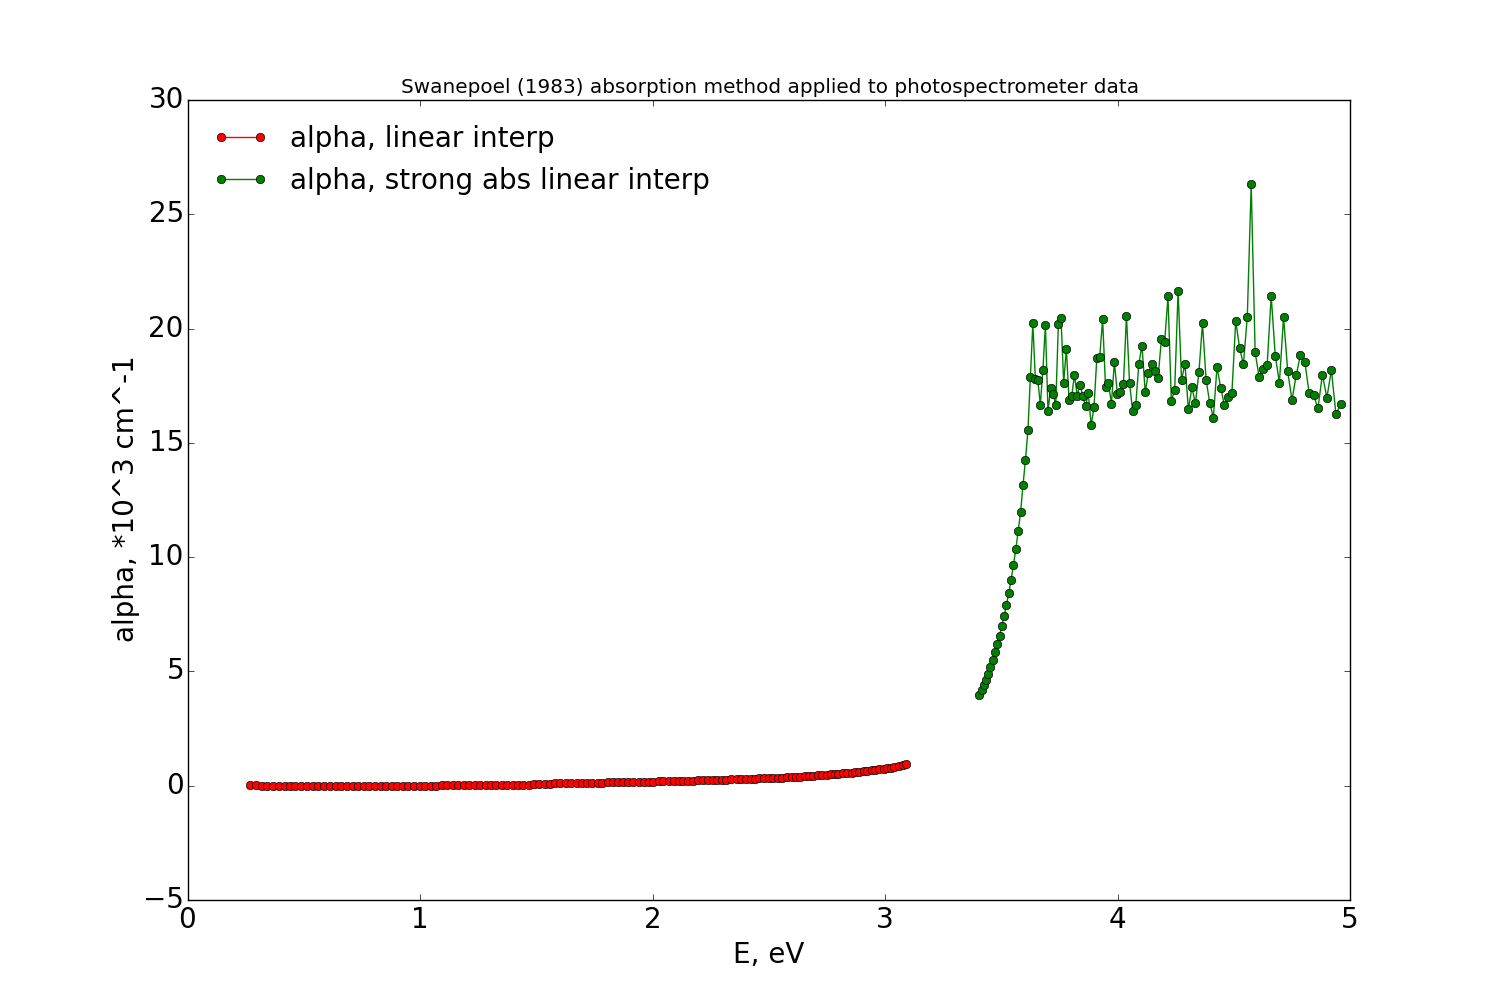 Swanepoel (1983) absorption method applied to photospectrometer data
30
25
20
15
10
5
0
−5
alpha, *10^3 cm^-1
alpha, linear interp
alpha, strong abs linear interp
0 1 2 3 4 5
E, eV